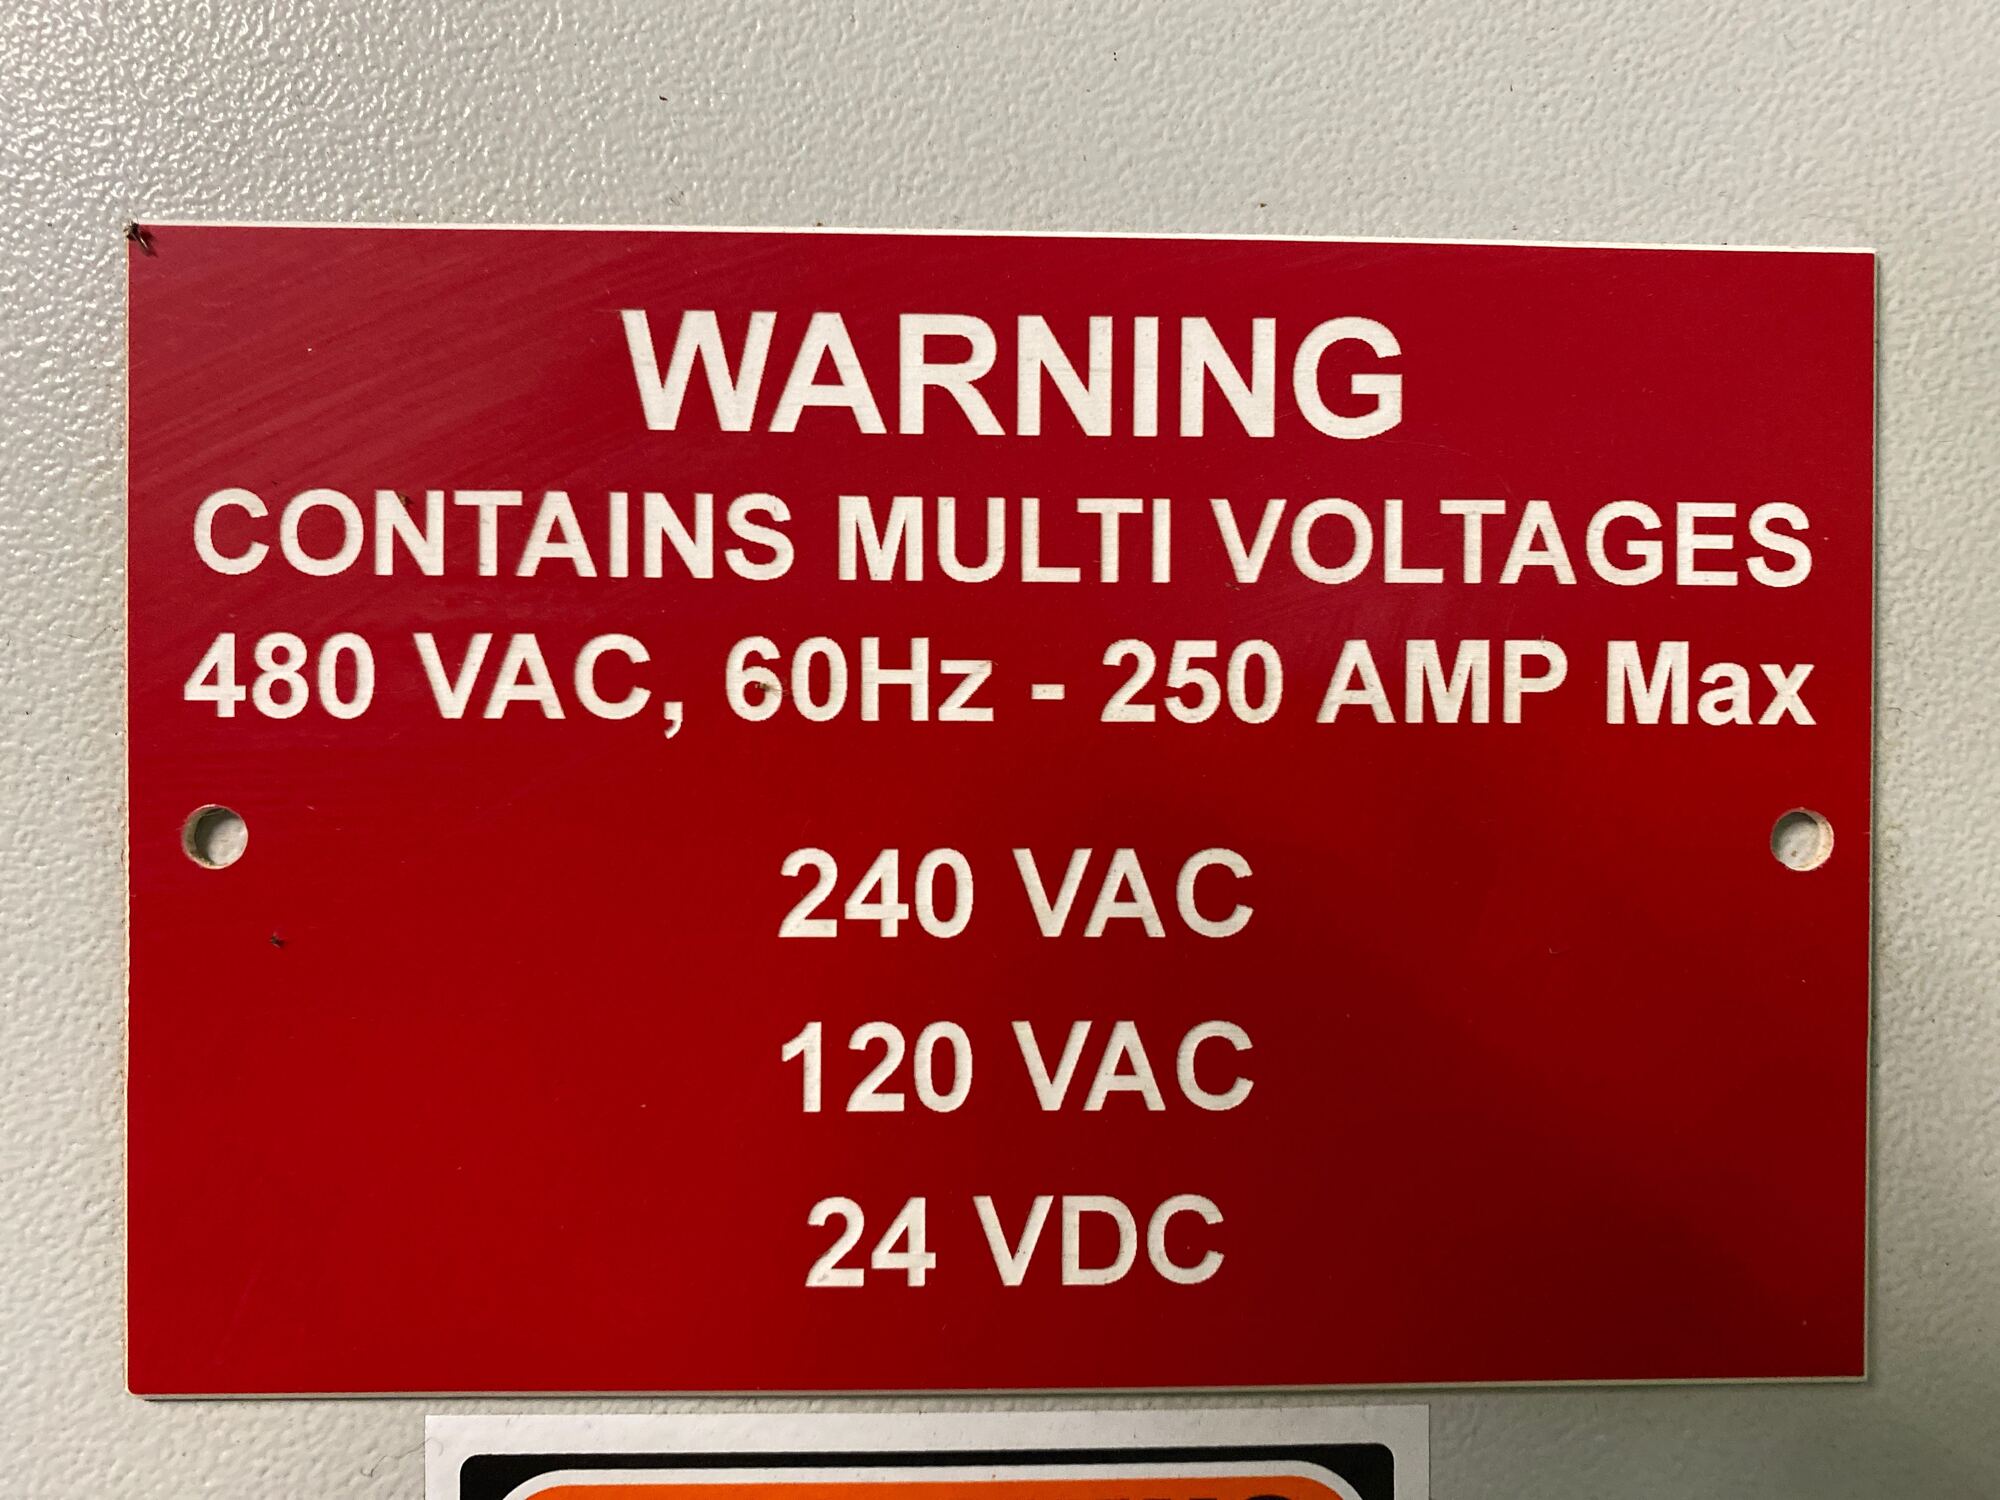 WARNING
CONTAINS MULTI VOLTAGES
480 VAC, 60Hz - 250 AMP Max
240 VAC
120 VAC
24 VDC